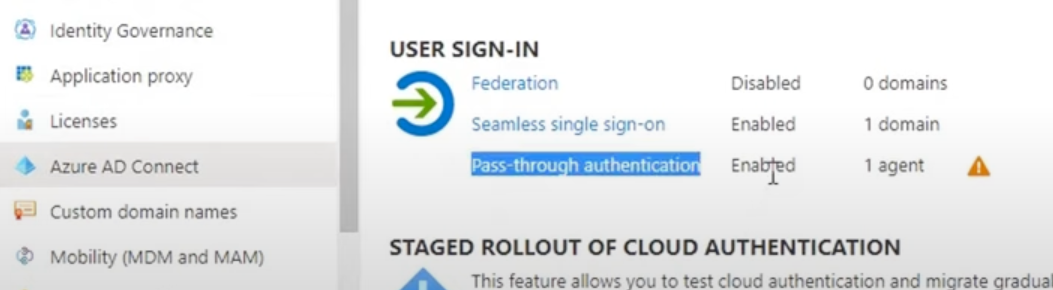 Identity Governance
Application proxy
Licenses
Azure AD Connect
Custom domain names
Mobility (MDM and MAM)
USER SIGN-IN
Federation Disabled 0 domains
Seamless single sign-on Enabled 1 domain
Pass-through authentication Enabled 1 agent
STAGED ROLLOUT OF CLOUD AUTHENTICATION
This feature allows you to test cloud authentication and migrate gradual